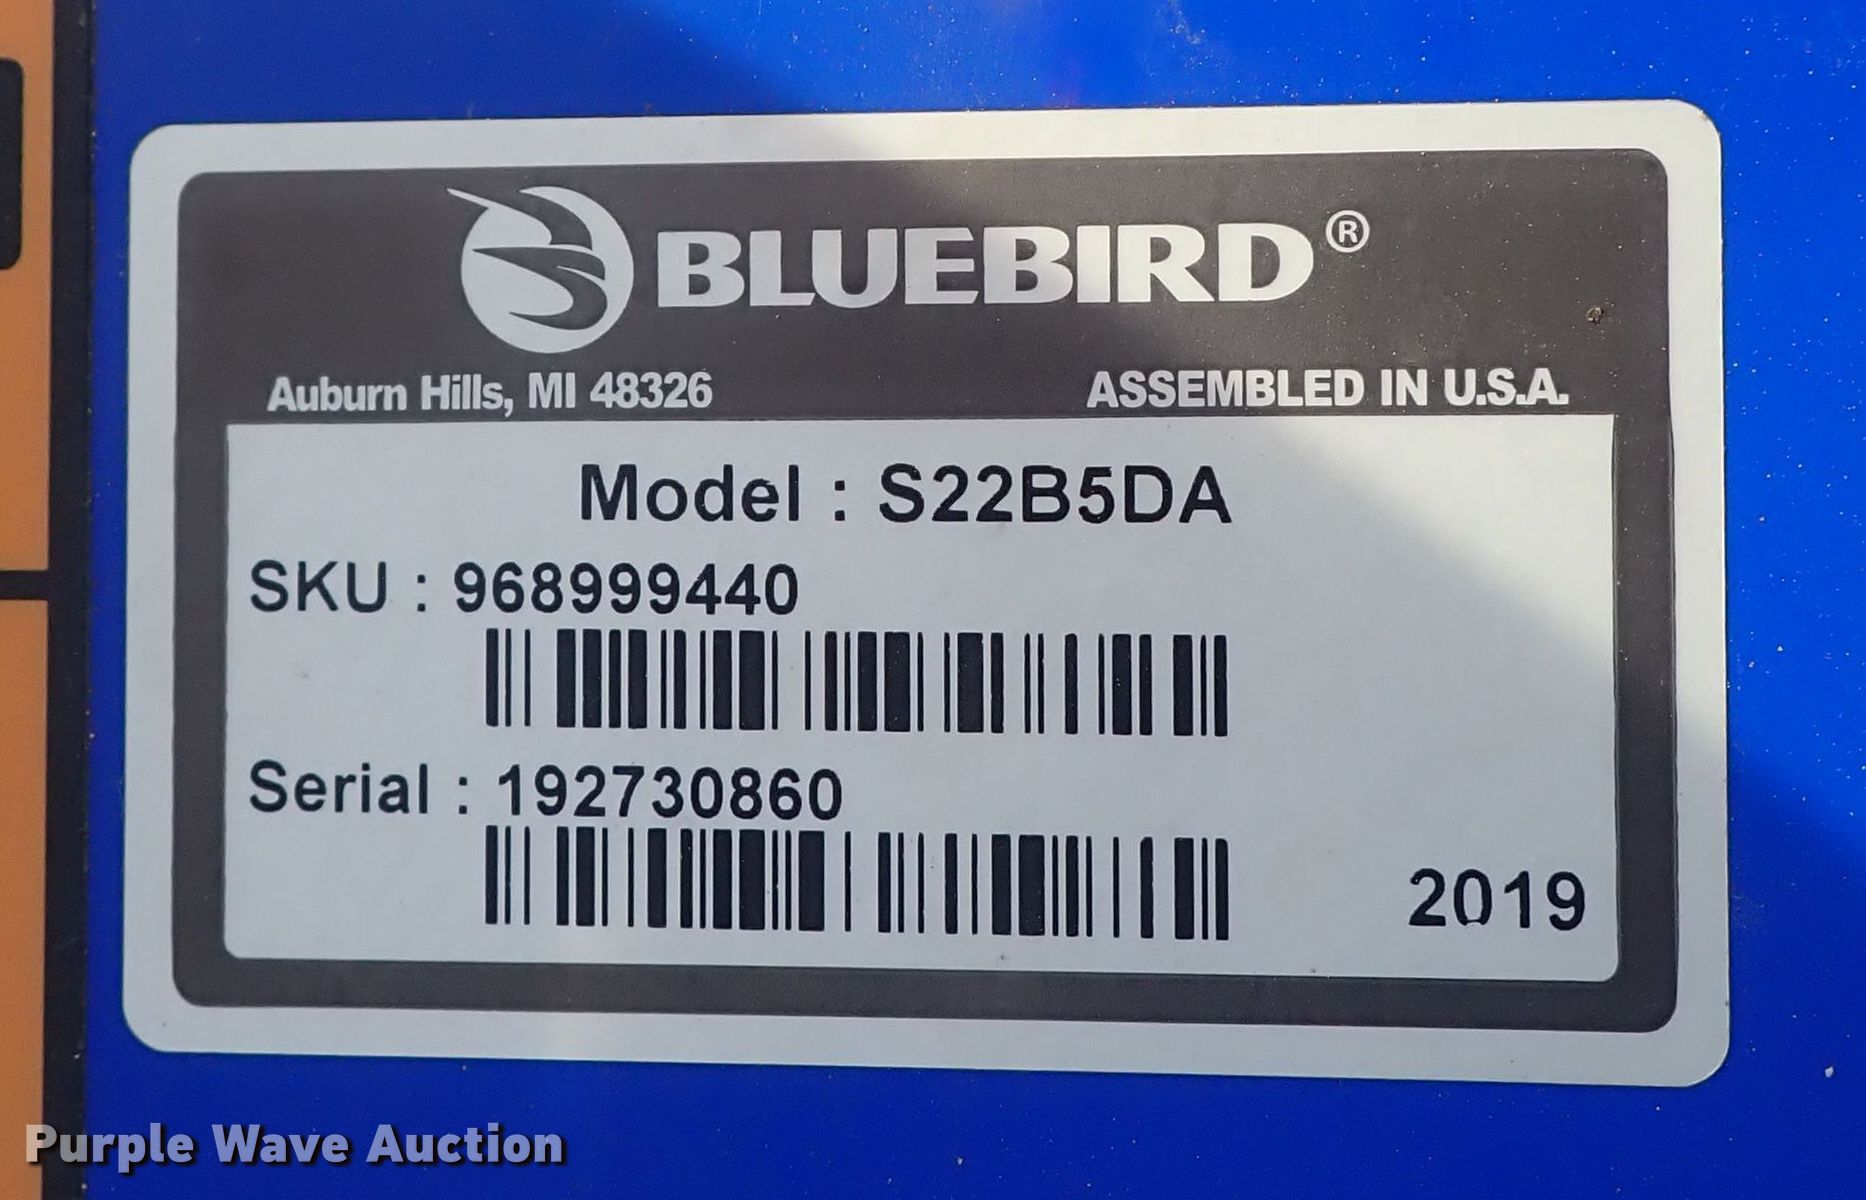 BLUEBIRD®
Auburn Hills, MI 48326 ASSEMBLED IN U.S.A.
Model : S22B5DA
SKU : 968999440
Serial : 192730860
2019
Purple Wave Auction